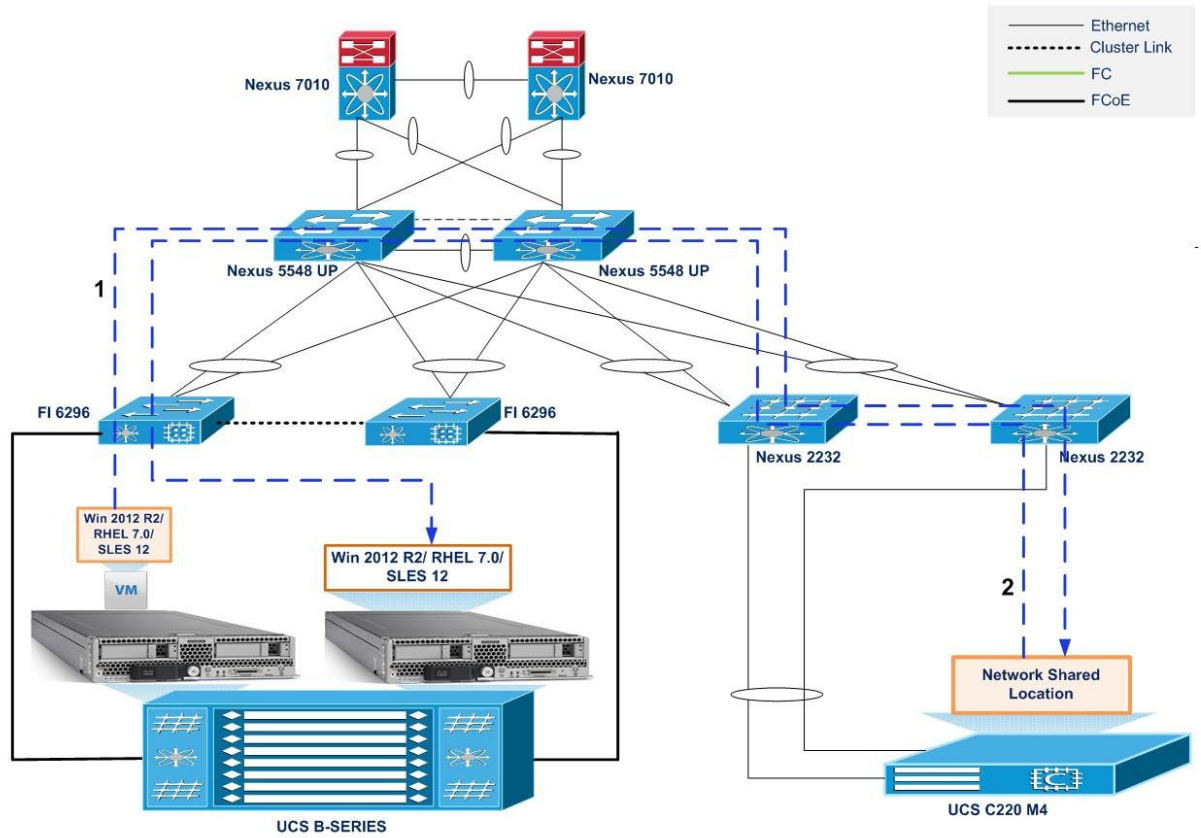 Ethernet
Cluster Link
FC
FCoE
Nexus 7010
Nexus 7010
Nexus 5548 UP
Nexus 5548 UP
1
FI 6296
FI 6296
Nexus 2232
Nexus 2232
Win 2012 R2/
RHEL 7.0/
SLES 12
VM
Win 2012 R2/ RHEL 7.0/
SLES 12
2
Network Shared
Location
UCS B-SERIES
UCS C220 M4
C